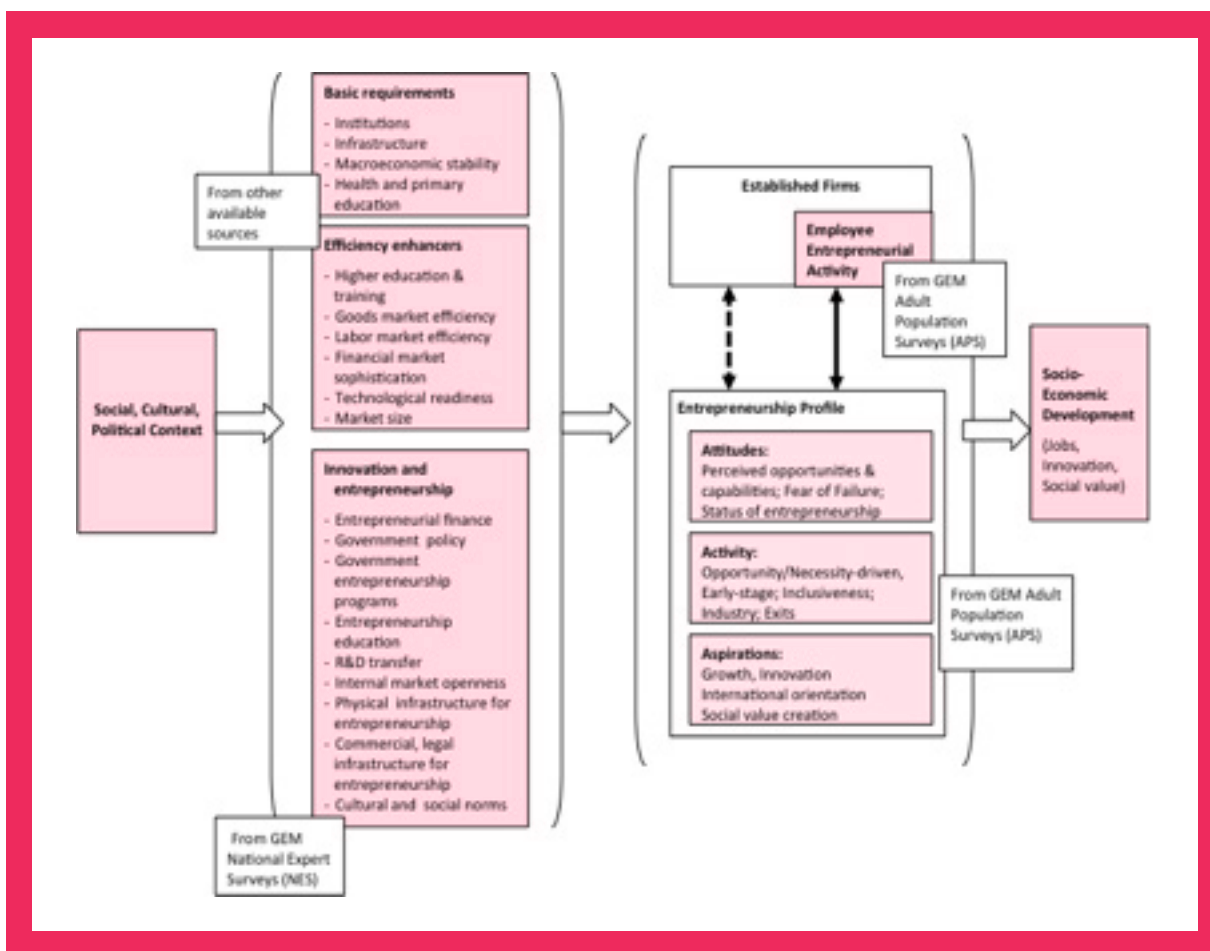 Social, Cultural,
Political Context
From other
available
sources
Basic requirements
- Institutions
- Infrastructure
- Macroeconomic stability
- Health and primary
education
Efficiency enhancers
- Higher education &
training
- Goods market efficiency
- Labor market efficiency
- Financial market
sophistication
- Technological readiness
- Market size
Innovation and
entrepreneurship
- Entrepreneurial finance
- Government policy
- Government
entrepreneurship
programs
- Entrepreneurship
education
- R&D transfer
- Internal market openness
- Physical infrastructure for
entrepreneurship
- Commercial, legal
infrastructure for
entrepreneurship
- Cultural and social norms
From GEM
National Expert
Surveys (NES)
Established Firms
Employee
Entrepreneurial
Activity
From GEM
Adult
Population
Surveys (APS)
Entrepreneurship Profile
Attitudes:
Perceived opportunities &
capabilities; Fear of Failure;
Status of entrepreneurship
Activity:
Opportunity/Necessity-driven,
Early-stage; Inclusiveness;
Industry; Exits
Aspirations:
Growth, Innovation
International orientation
Social value creation
From GEM Adult
Population
Surveys (APS)
Socio-
Economic
Development
(Jobs,
Innovation,
Social value)